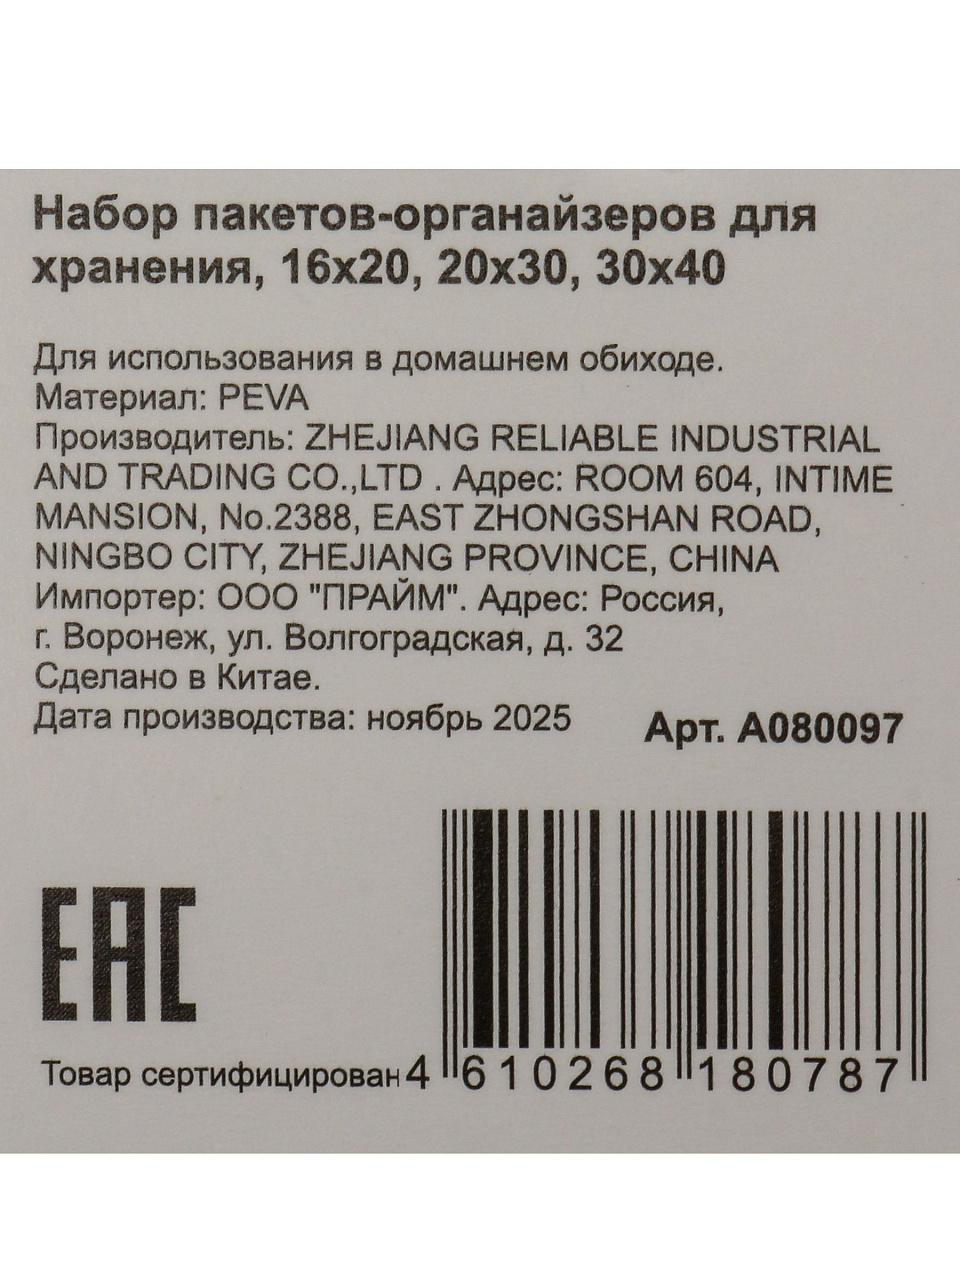 Набор пакетов-органайзеров для
хранения, 16х20, 20х30, 30х40
Для использования в домашнем обиходе.
Материал: PEVA
Производитель: ZHEJIANG RELIABLE INDUSTRIAL
AND TRADING CO.,LTD . Адрес: ROOM 604, INTIME
MANSION, No.2388, EAST ZHONGSHAN ROAD,
NINGBO CITY, ZHEJIANG PROVINCE, CHINA
Импортер: ООО "ПРАЙМ". Адрес: Россия,
г. Воронеж, ул. Волгоградская, д. 32
Сделано в Китае.
Дата производства: ноябрь 2025
Арт. А080097
EAC
Товар сертифицирован
4 610268 180787